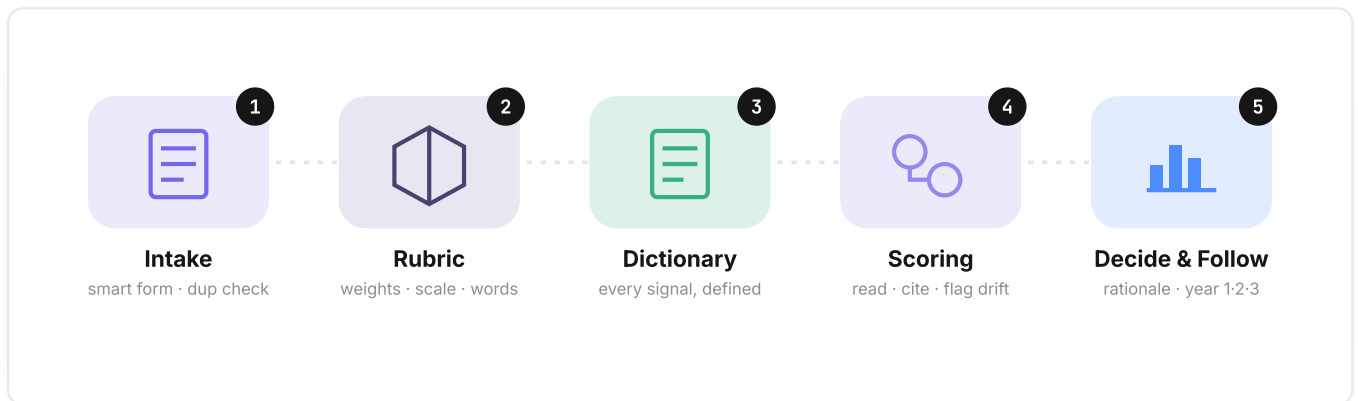 1
2
3
4
5
Intake
Rubric
Dictionary
Scoring
Decide & Follow
smart form · dup check
weights · scale · words
every signal, defined
read · cite · flag drift
rationale · year 1·2·3